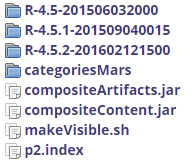 R-4.5-201506032000
R-4.5.1-201509040015
R-4.5.2-201602121500
categoriesMars
compositeArtifacts.jar
compositeContent.jar
makeVisible.sh
p2.index